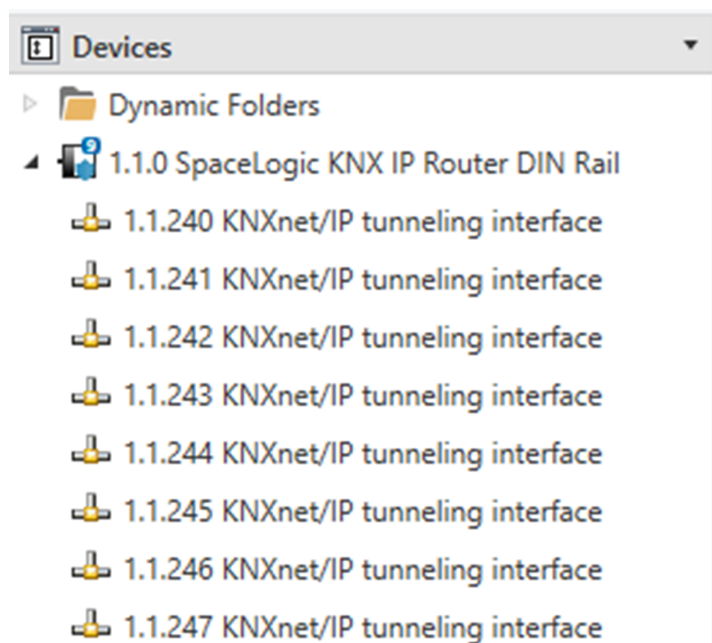 Devices
Dynamic Folders
9
1.1.0 SpaceLogic KNX IP Router DIN Rail
1.1.240 KNXnet/IP tunneling interface
1.1.241 KNXnet/IP tunneling interface
1.1.242 KNXnet/IP tunneling interface
1.1.243 KNXnet/IP tunneling interface
1.1.244 KNXnet/IP tunneling interface
1.1.245 KNXnet/IP tunneling interface
1.1.246 KNXnet/IP tunneling interface
1.1.247 KNXnet/IP tunneling interface